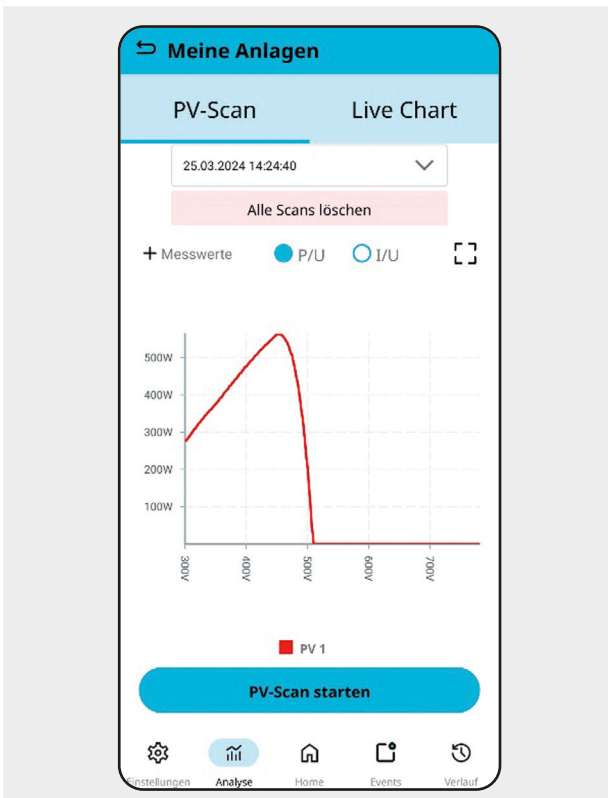 Meine Anlagen
PV-Scan Live Chart
25.03.2024 14:24:40
Alle Scans löschen
+ Messwerte P/U I/U
500W
400W
300W
200W
100W
300V 400V 500V 600V 700V
PV 1
PV-Scan starten
Einstellungen Analyse Home Events Verlauf